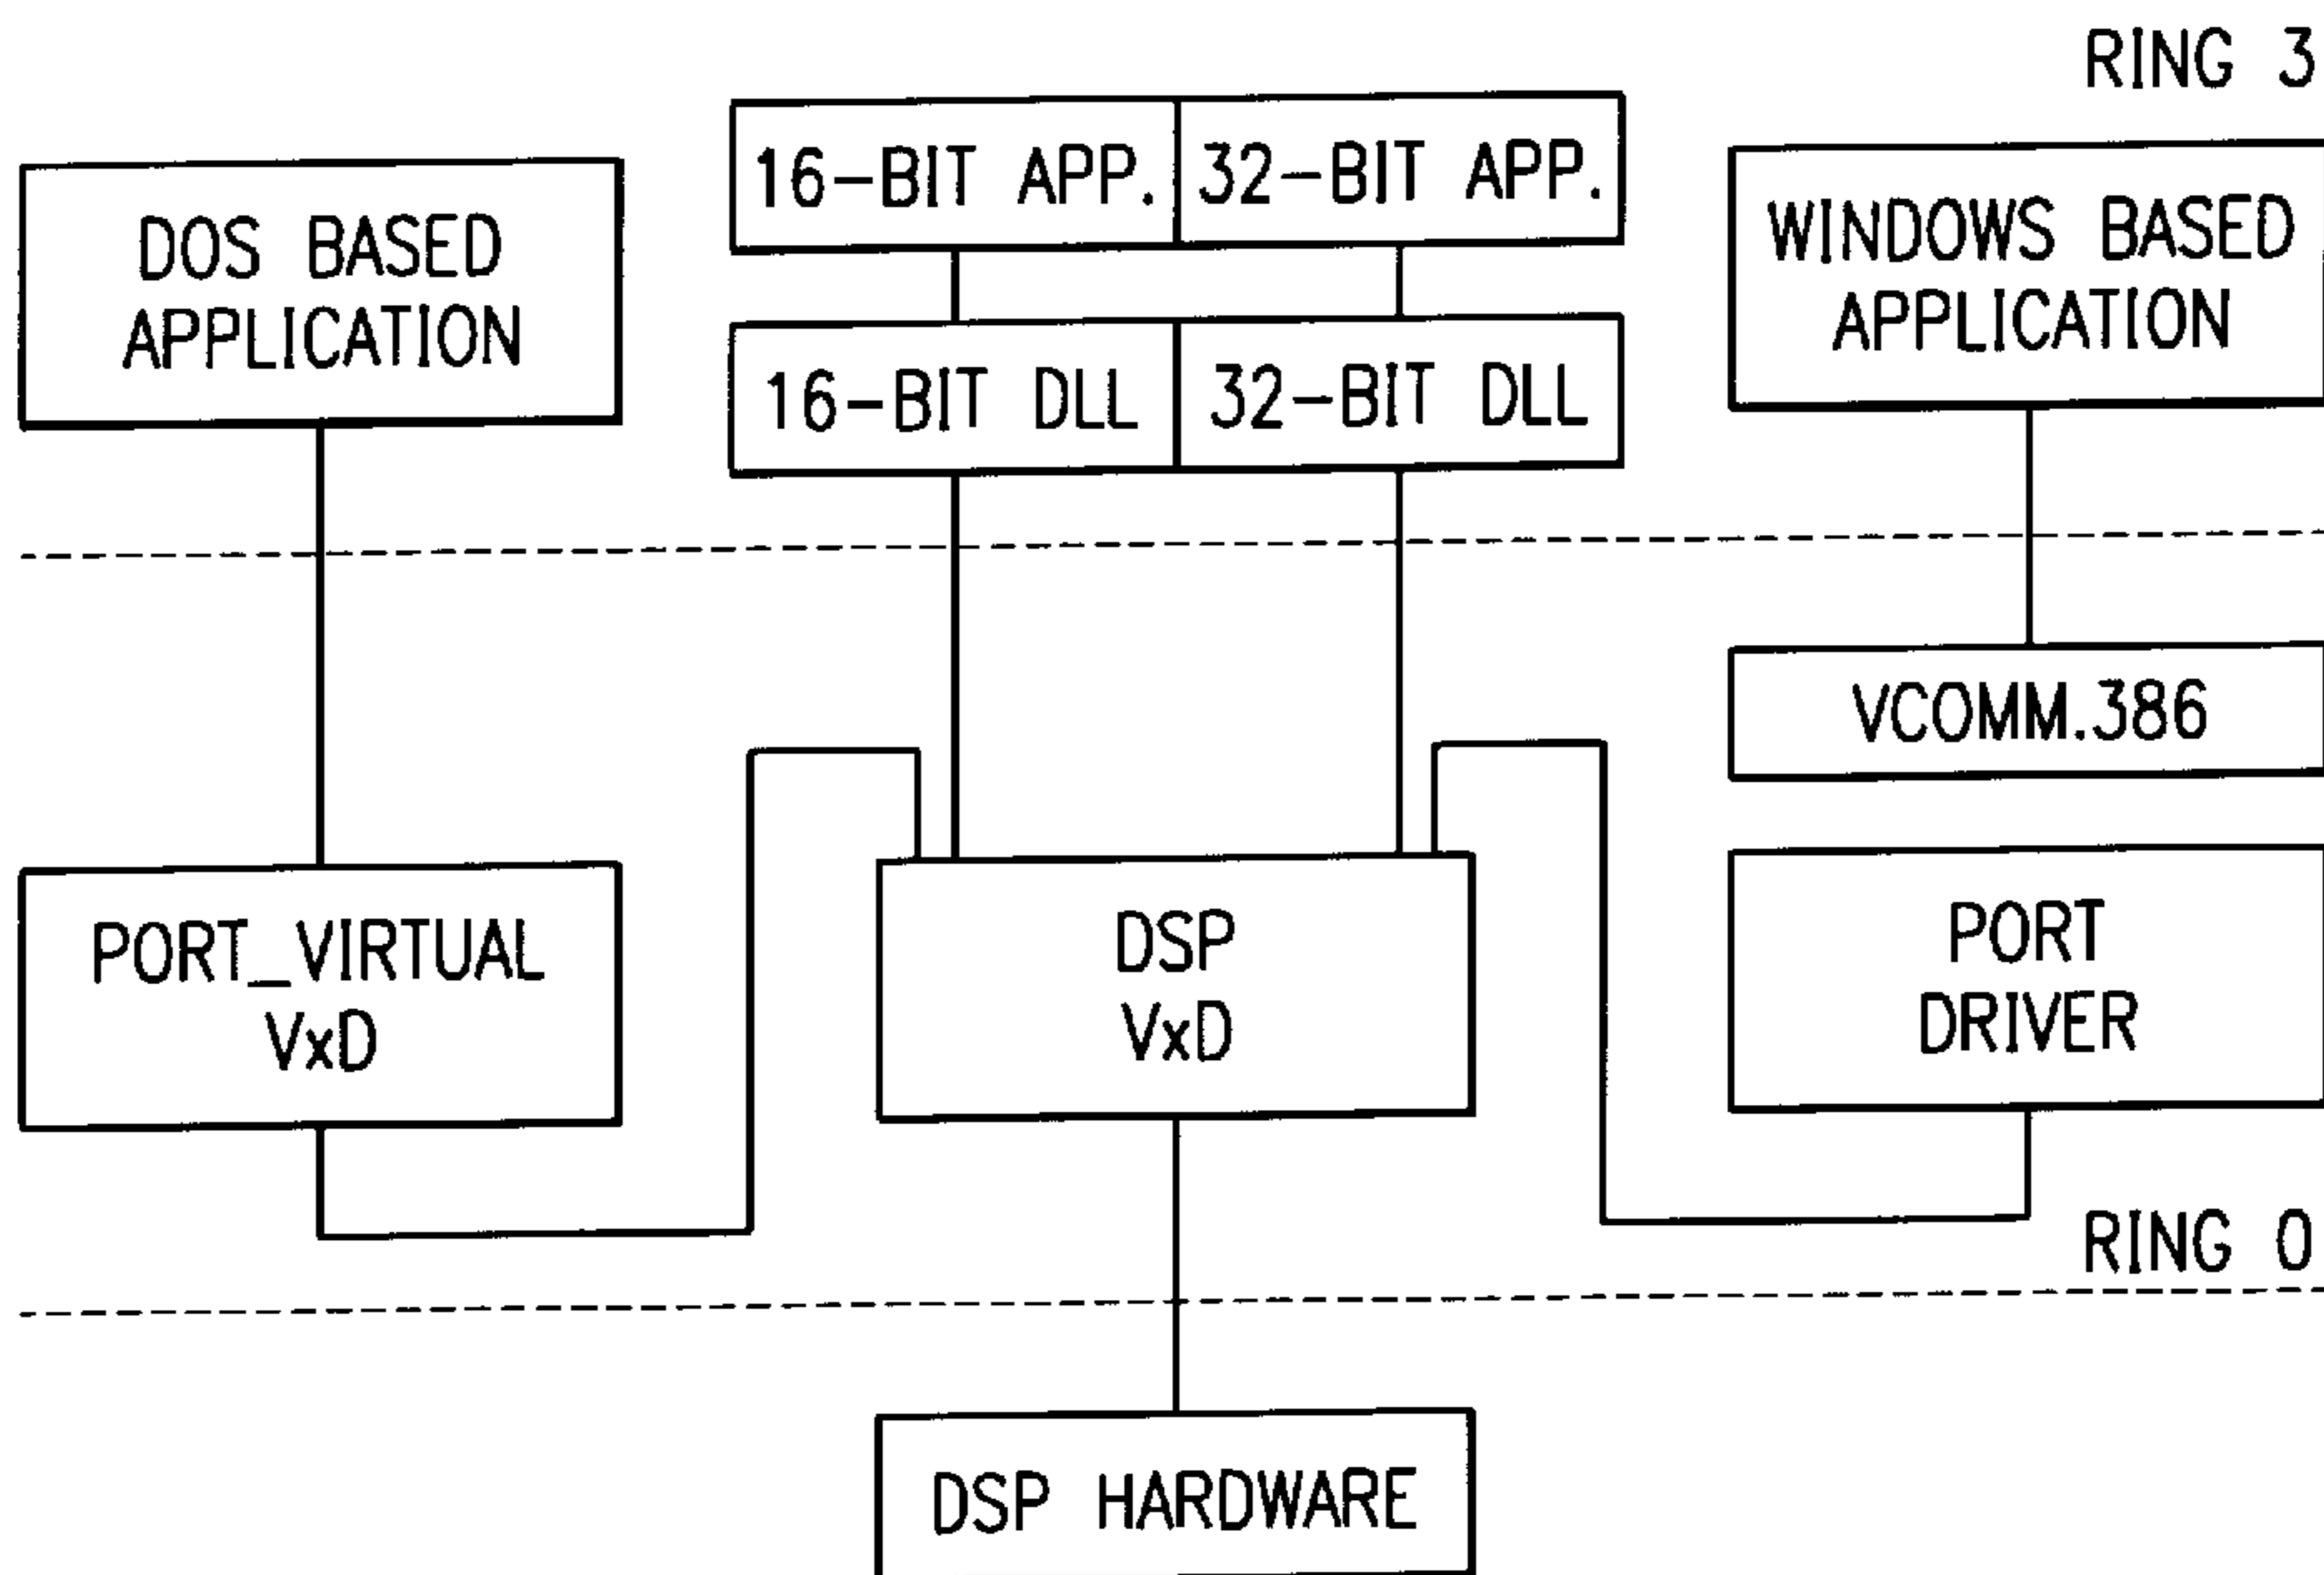 RING 3
16-BIT APP. 32-BIT APP.
DOS BASED
APPLICATION
WINDOWS BASED
APPLICATION
16-BIT DLL 32-BIT DLL
VCOMM.386
PORT_VIRTUAL
VxD
DSP
VxD
PORT
DRIVER
RING 0
DSP HARDWARE